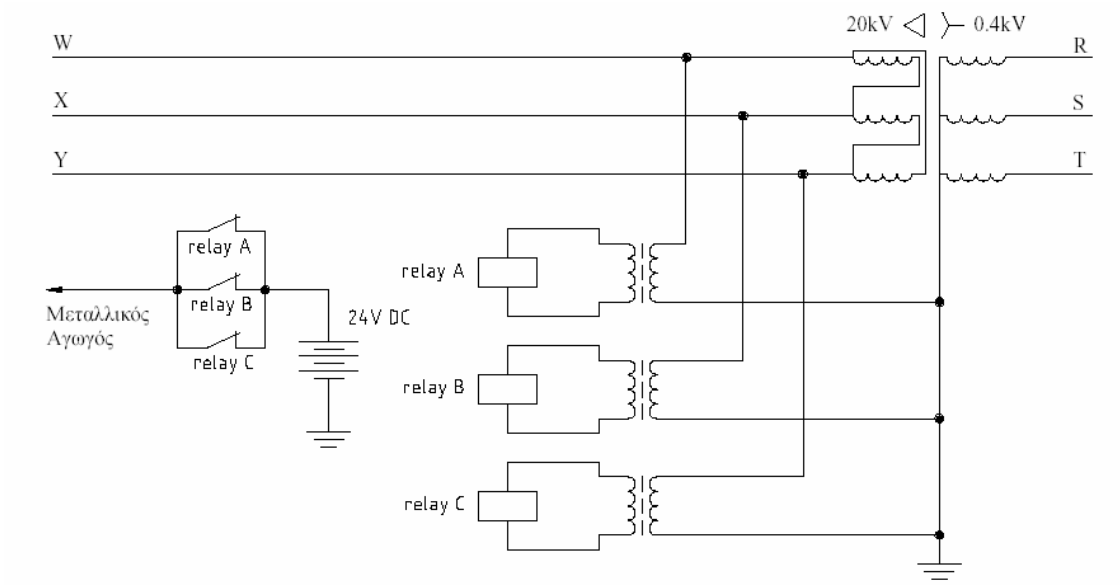 20kV 0.4kV
W
R
X
S
Y
T
relay A
relay A
relay B
Μεταλλικός
Αγωγός
24V DC
relay C
relay B
relay C